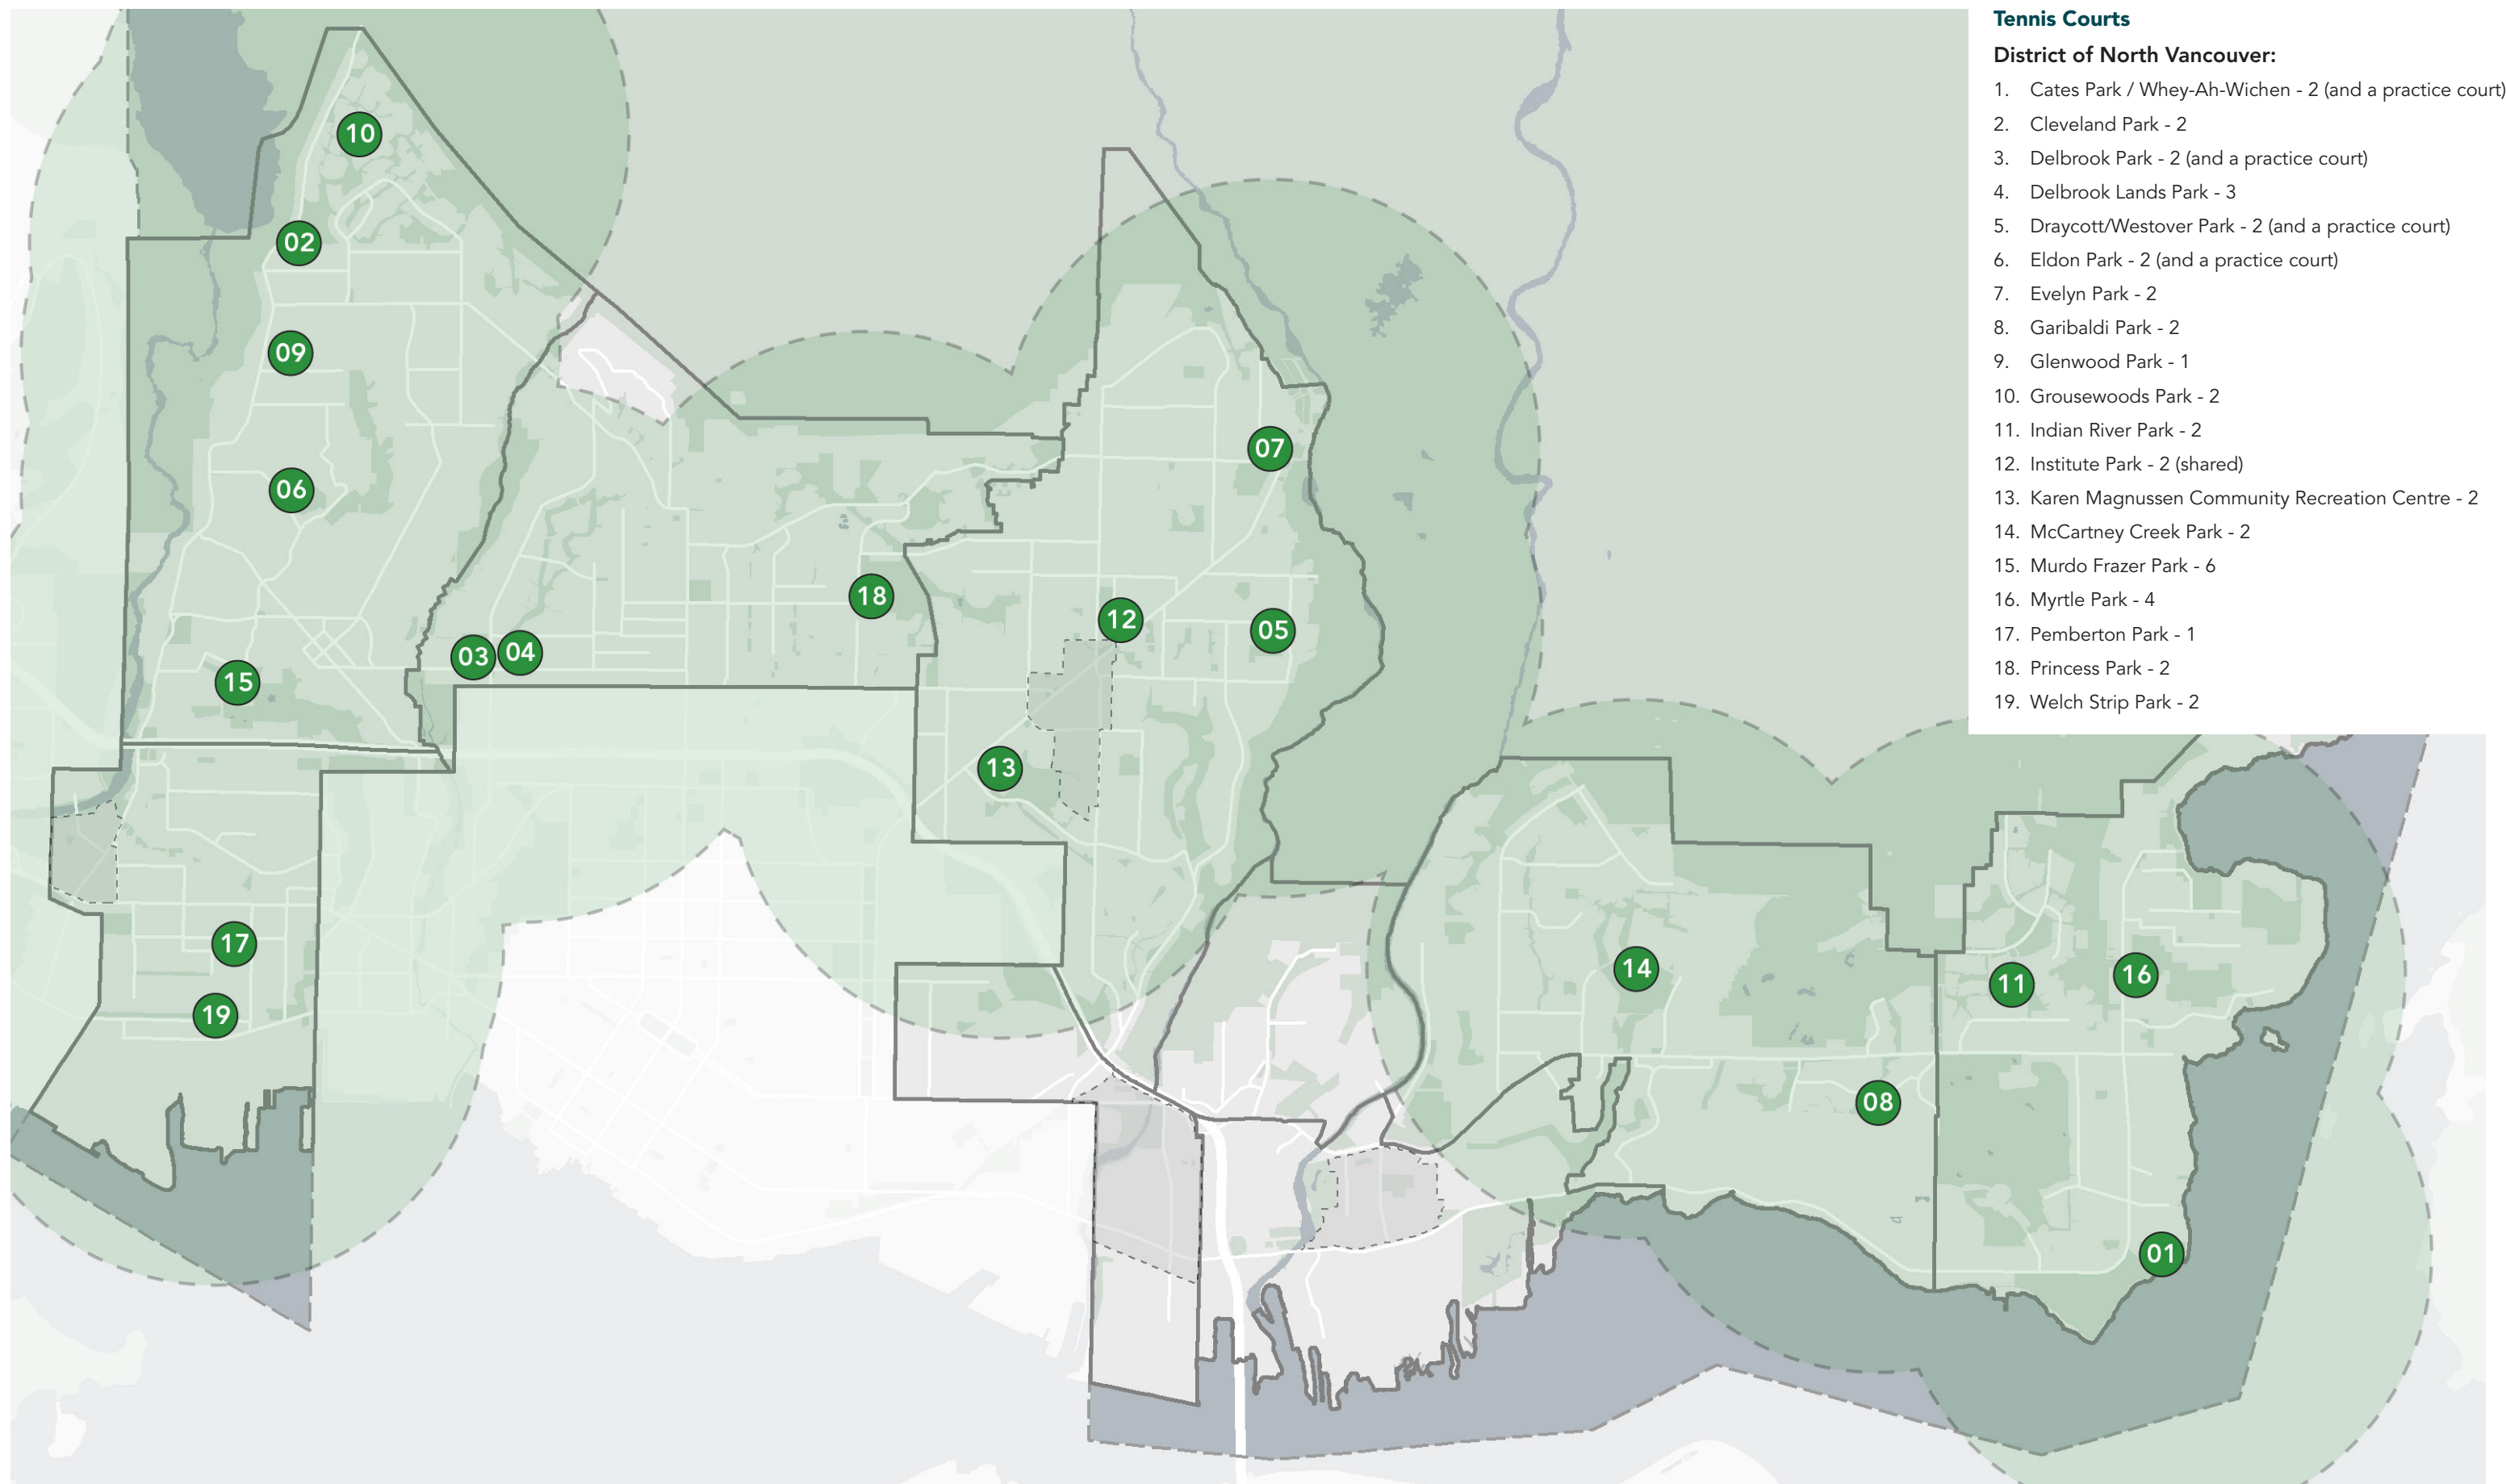 Tennis Courts
District of North Vancouver:
1. Cates Park / Whey-Ah-Wichen - 2 (and a practice court)
2. Cleveland Park - 2
3. Delbrook Park - 2 (and a practice court)
4. Delbrook Lands Park - 3
5. Draycott/Westover Park - 2 (and a practice court)
6. Eldon Park - 2 (and a practice court)
7. Evelyn Park - 2
8. Garibaldi Park - 2
9. Glenwood Park - 1
10. Grousewoods Park - 2
11. Indian River Park - 2
12. Institute Park - 2 (shared)
13. Karen Magnussen Community Recreation Centre - 2
14. McCartney Creek Park - 2
15. Murdo Frazer Park - 6
16. Myrtle Park - 4
17. Pemberton Park - 1
18. Princess Park - 2
19. Welch Strip Park - 2
10
02
09
07
06
18
12
05
03 04
15
13
17
14
11
16
19
08
01